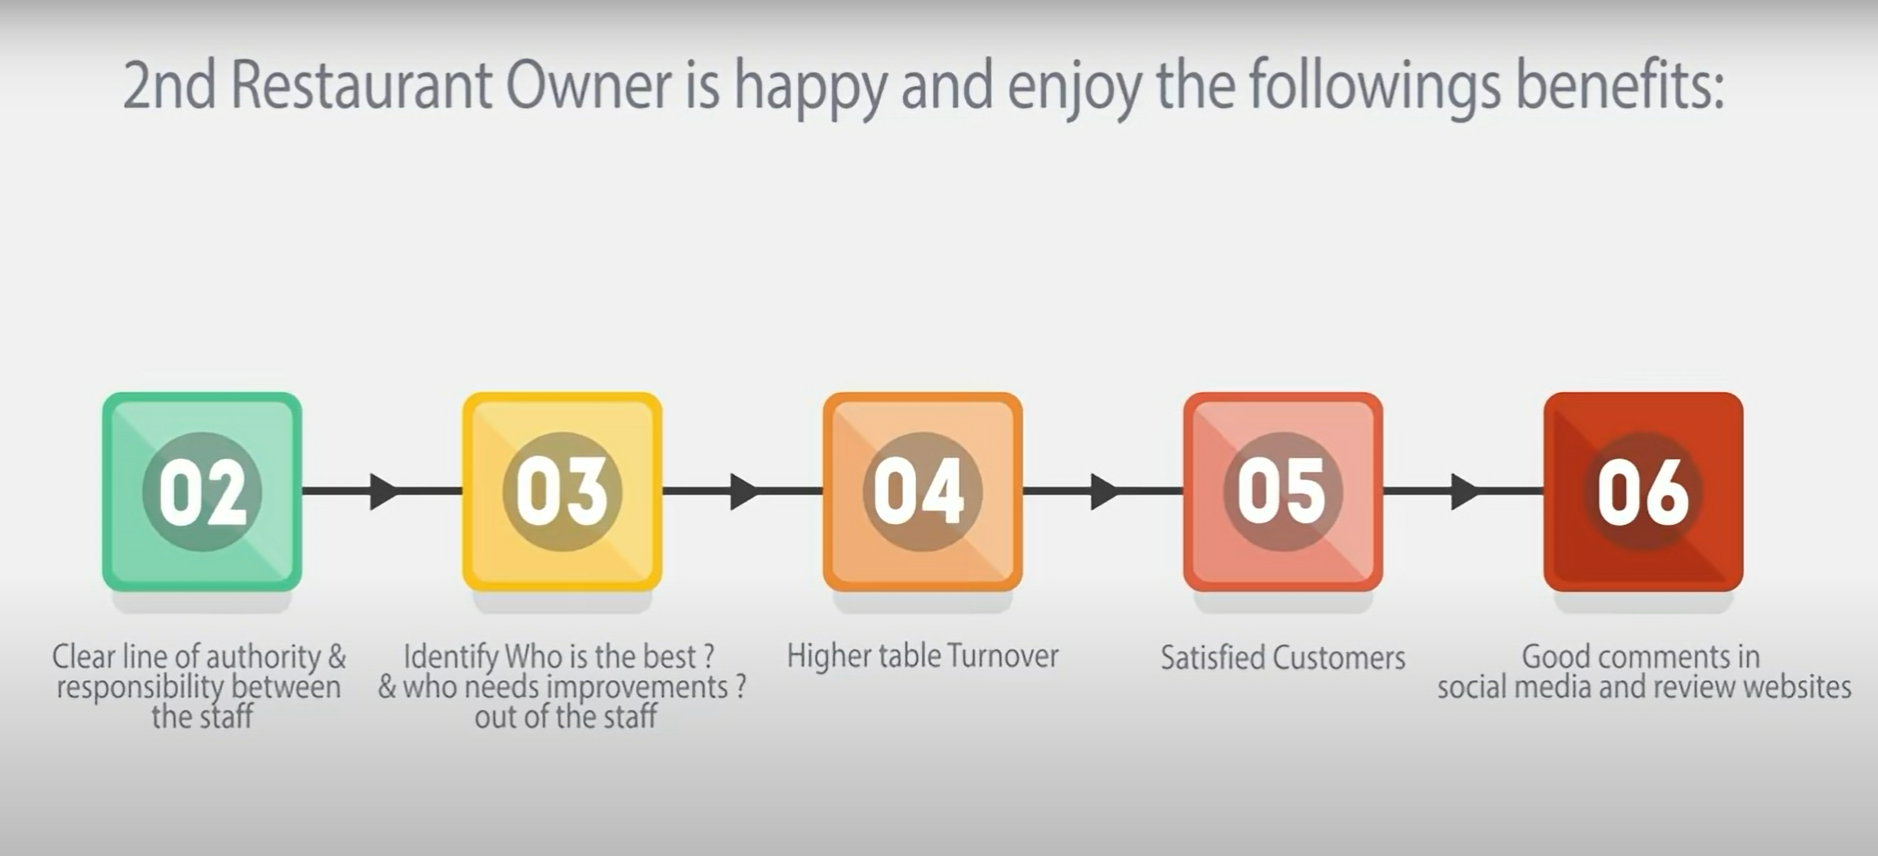 2nd Restaurant Owner is happy and enjoy the followings benefits:
02
03
04
05
06
Clear line of authority &
responsibility between
the staff
Identify Who is the best ?
& who needs improvements ?
out of the staff
Higher table Turnover
Satisfied Customers
Good comments in
social media and review websites